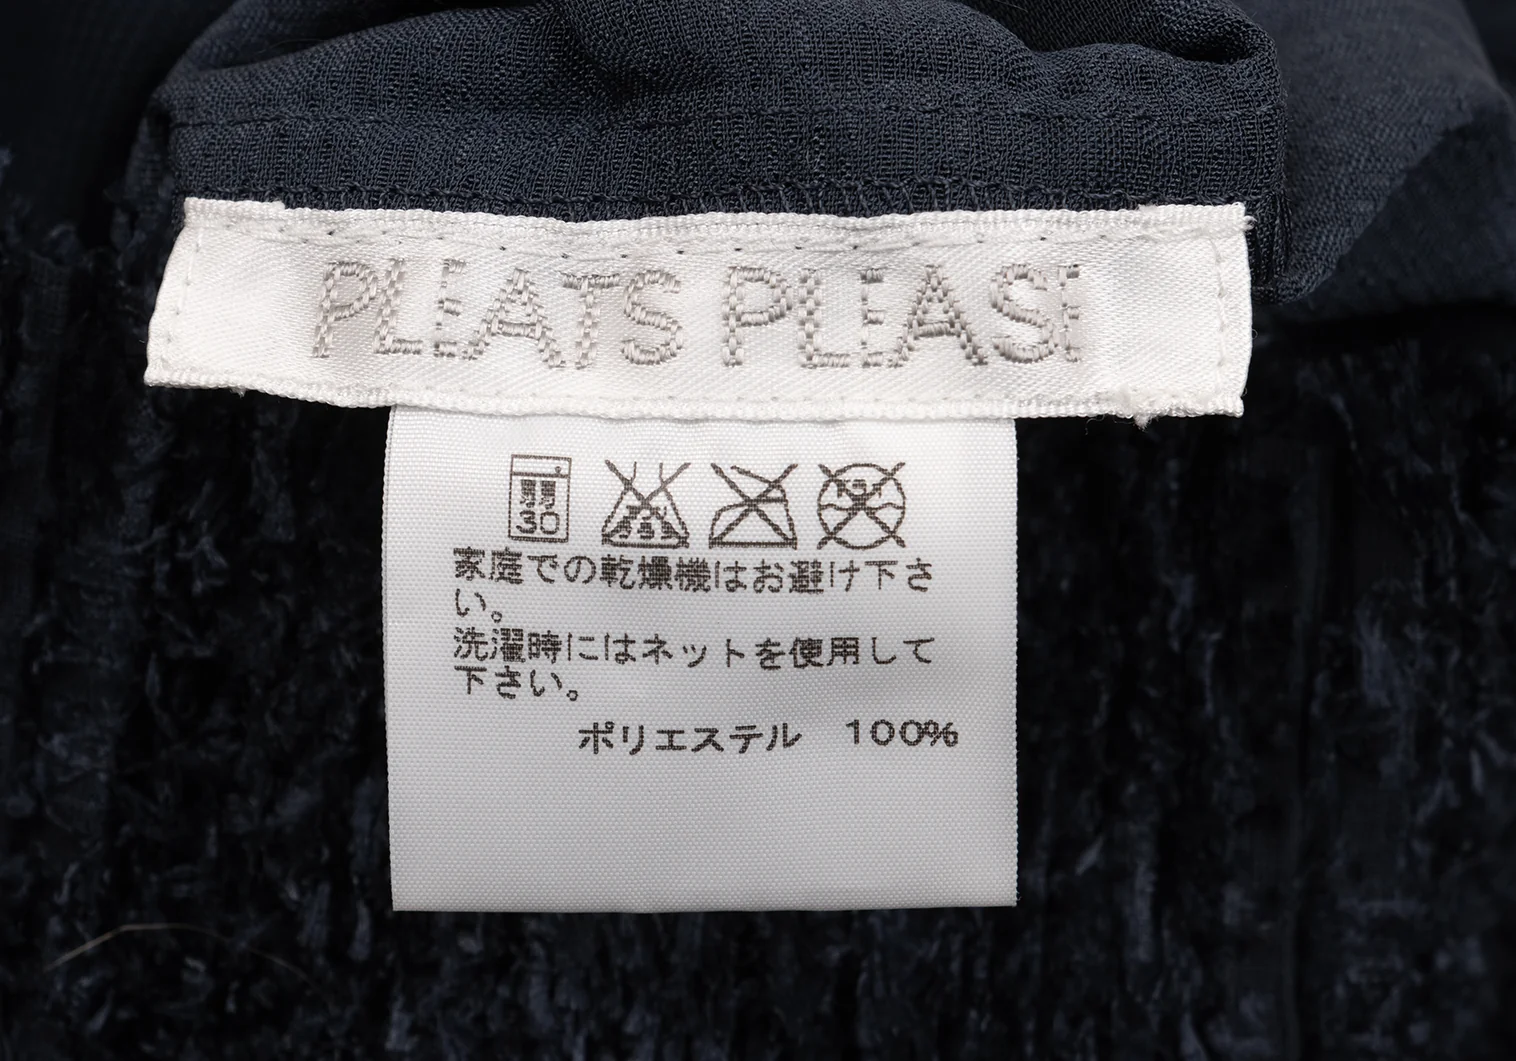 PLEATS PLEASE
弱
30
家庭での乾燥機はお避け下さ
い。
洗濯時にはネットを使用して
下さい。
ポリエステル 100%